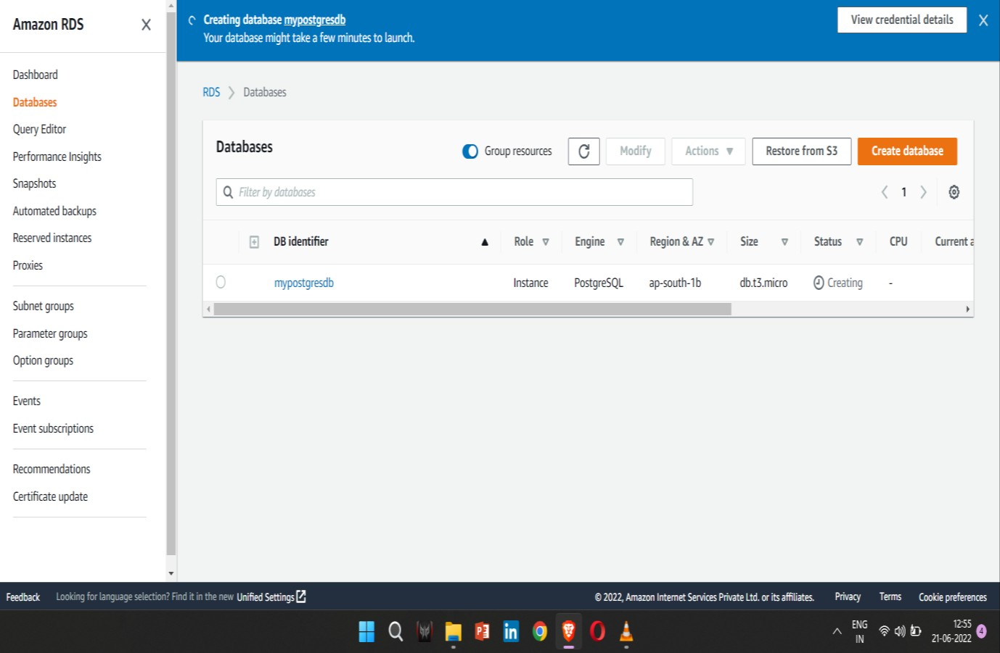 Amazon RDS
Creating database mypostgresdb
Your database might take a few minutes to launch.
View credential details
Dashboard
Databases
Query Editor
Performance Insights
Snapshots
Automated backups
Reserved instances
Proxies
Subnet groups
Parameter groups
Option groups
Events
Event subscriptions
Recommendations
Certificate update
RDS > Databases
Databases
Group resources
Modify
Actions
Restore from S3
Create database
Filter by databases
1
DB identifier Role Engine Region & AZ Size Status CPU Current a
mypostgresdb Instance PostgreSQL ap-south-1b db.t3.micro Creating -
Feedback Looking for language selection? Find it in the new Unified Settings © 2022, Amazon Internet Services Private Ltd. or its affiliates. Privacy Terms Cookie preferences
ENG
IN
12:55
21-06-2022
4